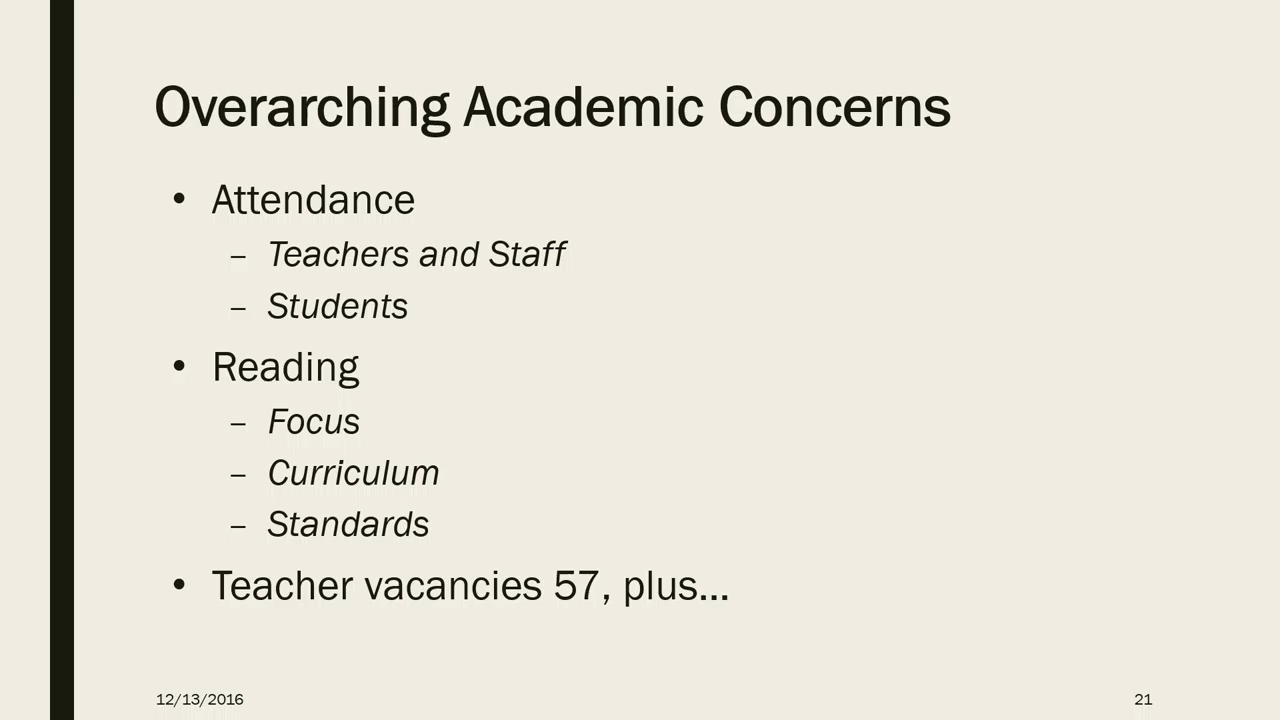 Overarching Academic Concerns
• Attendance
– Teachers and Staff
– Students
• Reading
– Focus
– Curriculum
– Standards
• Teacher vacancies 57, plus...
12/13/2016
21